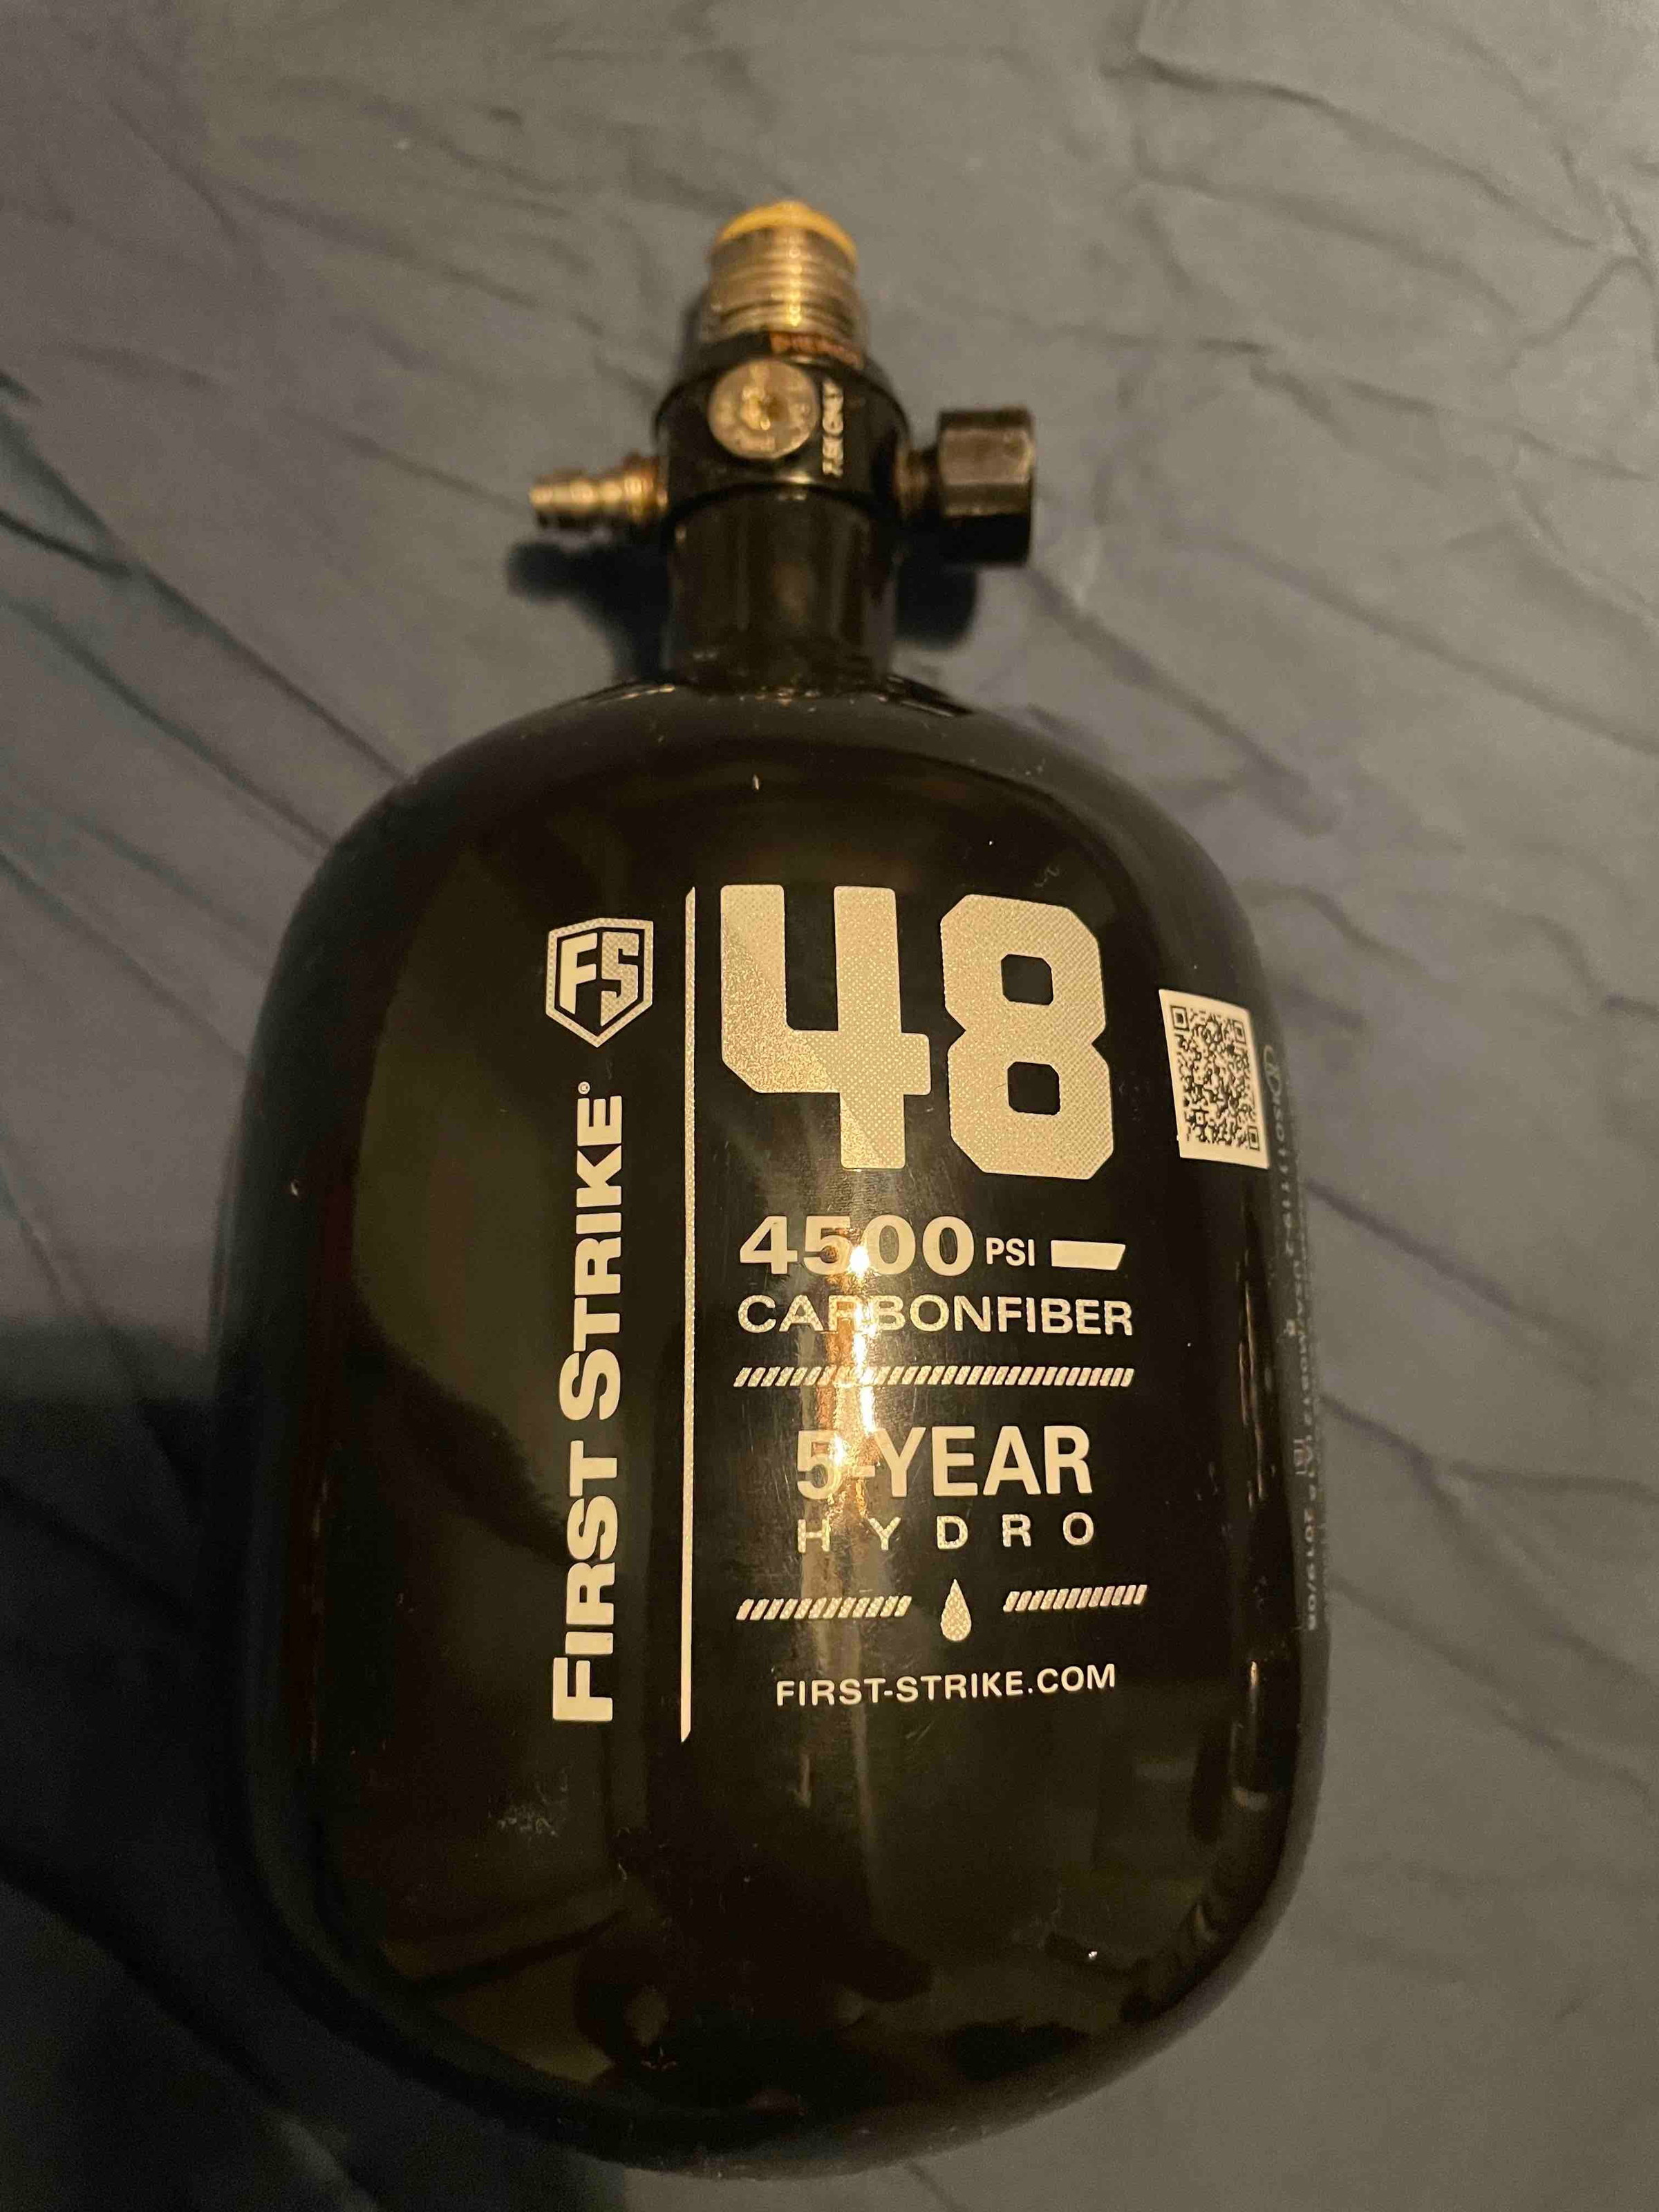 FS
FIRST STRIKE®
48
4500 PSI
CARBONFIBER
5-YEAR
HYDRO
FIRST-STRIKE.COM